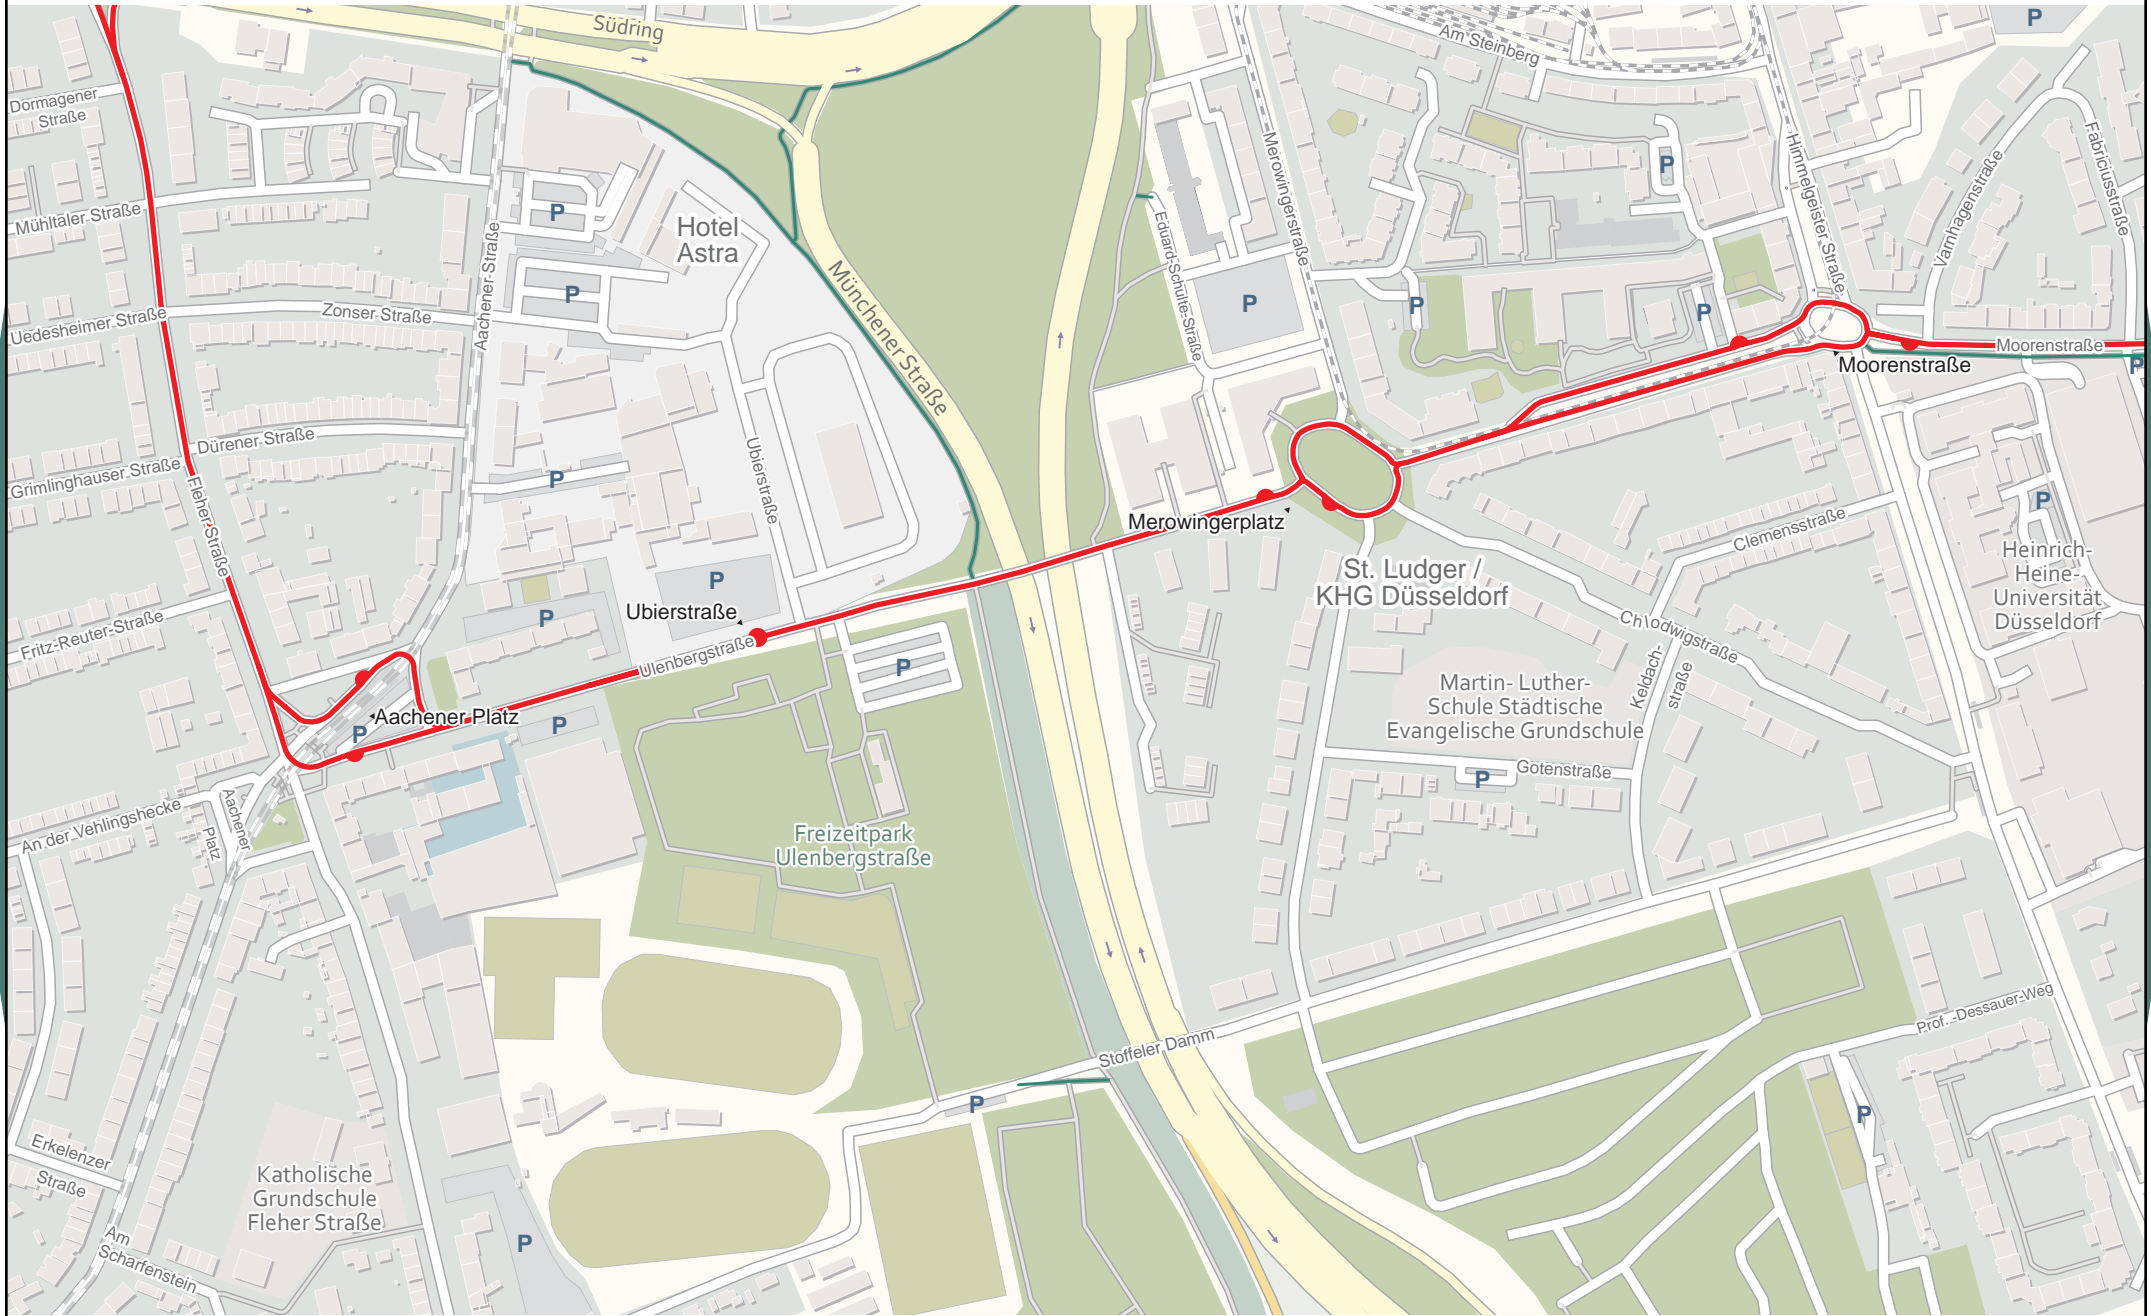 Südring
Am Steinberg
P
Dormagener
Straße
Merowingerstraße
Himmelgeister Straße
Fabriciusstraße
Varnhagenstraße
P
Mühltaler Straße
P
Hotel
Astra
Aachener Straße
Eduard-Schulte-Straße
Münchener Straße
P
P
P
P
Uedesheimer Straße
Zonser Straße
Moorenstraße
Moorenstraße
P
Dürener Straße
Grimlinghauser Straße
P
Ubierstraße
Fleher Straße
P
Merowingerplatz
Clemensstraße
Heinrich-
Heine-
Universität
Düsseldorf
St. Ludger /
KHG Düsseldorf
P
P
Ubierstraße
Fritz-Reuter-Straße
Ulenbergstraße
P
Chlodwigstraße
Keldach-
straße
Martin- Luther-
Schule Städtische
Evangelische Grundschule
Aachener Platz
P
P
Gotenstraße
P
An der Vehlingshecke
Aachener
Platz
Freizeitpark
Ulenbergstraße
Prof.-Dessauer-Weg
Stoffeler Damm
P
P
Erkelenzer
Straße
Katholische
Grundschule
Fleher Straße
P
Am
Scharfenstein